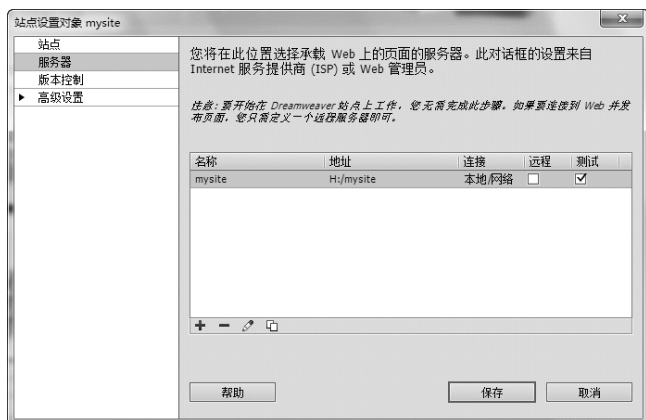 站点设置对象 mysite
站点
服务器
版本控制
高级设置
您将在此位置选择承载 Web 上的页面的服务器。此对话框的设置来自
Internet 服务提供商 (ISP) 或 Web 管理员。
注意:要开始在 Dreamweaver 站点上工作,您无需完成此步骤。如果要连接到 Web 并发
布页面,您只需定义一个远程服务器即可。
名称 地址 连接 远程 测试
mysite H:/mysite 本地/网络
帮助 保存 取消